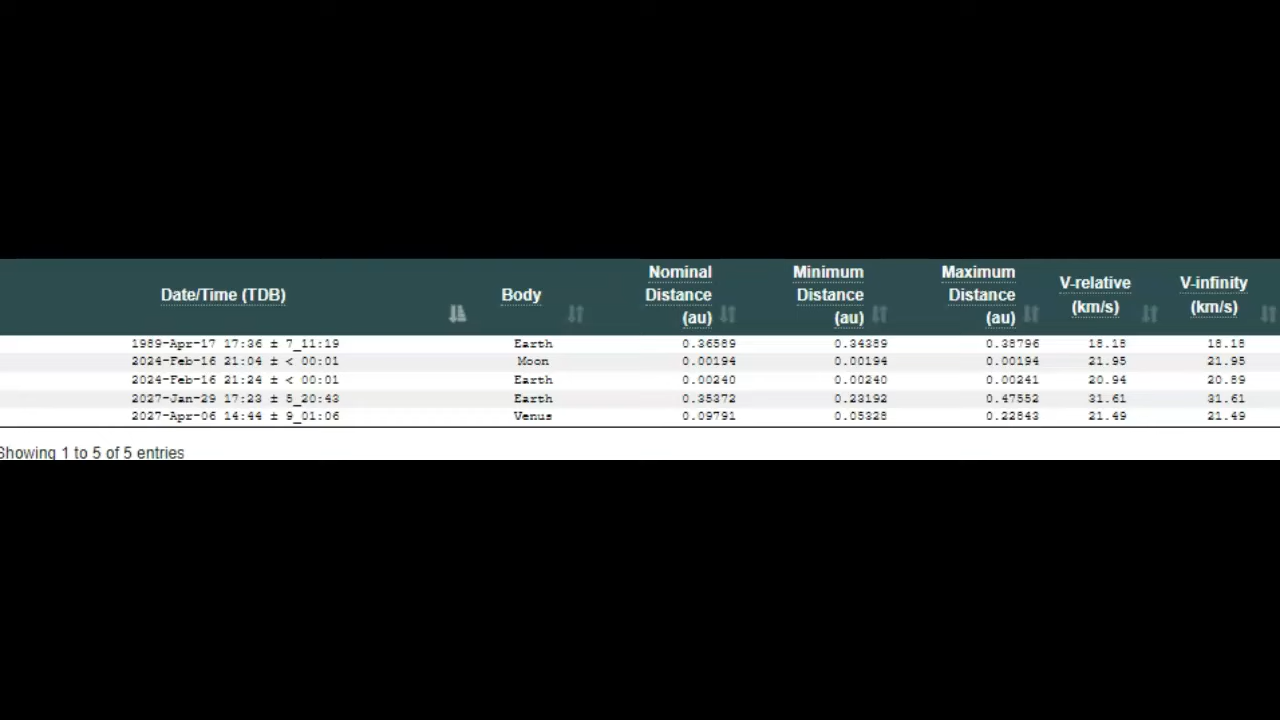 Date/Time (TDB) Body Nominal Distance (au) Minimum Distance (au) Maximum Distance (au) V-relative (km/s) V-infinity (km/s)
1989-Apr-17 17:36 ± 7_11:19 Earth 0.36589 0.34389 0.38796 18.18 18.18
2024-Feb-16 21:04 ± < 00:01 Moon 0.00194 0.00194 0.00194 21.95 21.95
2024-Feb-16 21:24 ± < 00:01 Earth 0.00240 0.00240 0.00241 20.94 20.89
2027-Jan-29 17:23 ± 5_20:43 Earth 0.35372 0.23192 0.47552 31.61 31.61
2027-Apr-06 14:44 ± 9_01:06 Venus 0.09791 0.05328 0.22843 21.49 21.49
Showing 1 to 5 of 5 entries